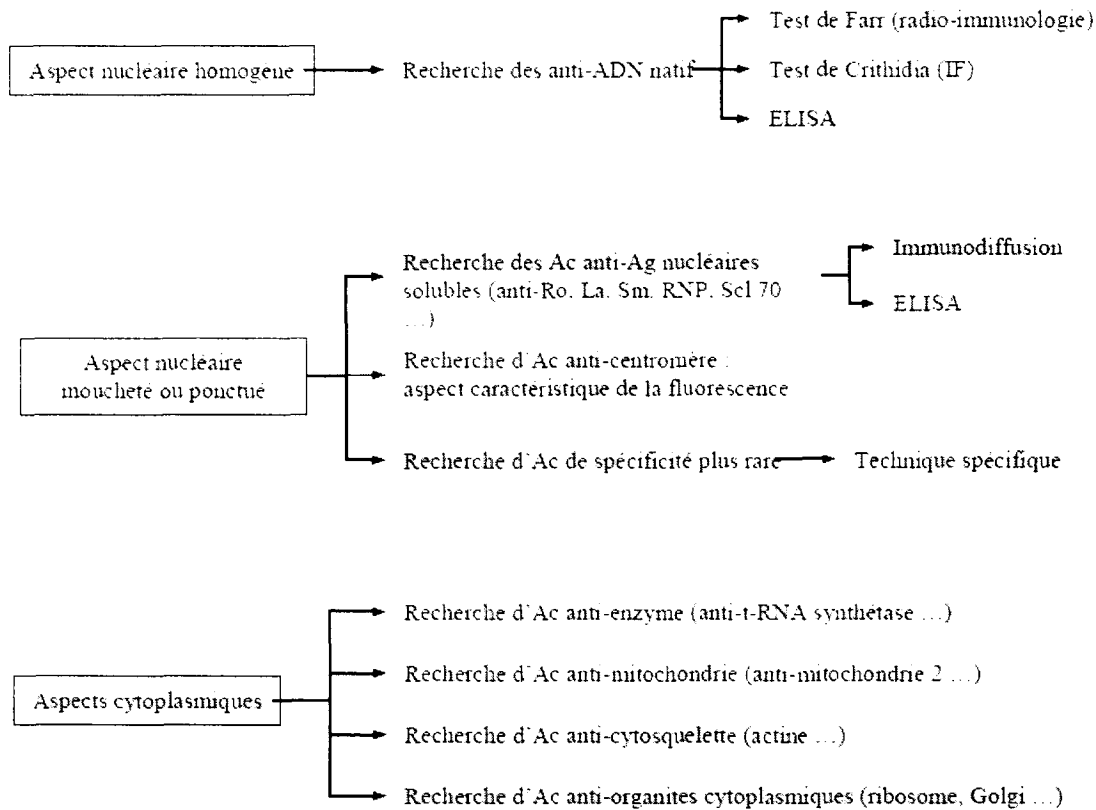 Aspect nucléaire homogène
Recherche des anti-ADN natif
Test de Farr (radio-immunologie)
Test de Crithidia (IF)
ELISA
Aspect nucléaire
moucheté ou ponctué
Recherche des Ac anti-Ag nucléaires
solubles (anti-Ro, La, Sm, RNP, Scl 70
...)
Immunodiffusion
ELISA
Recherche d'Ac anti-centromère :
aspect caractéristique de la fluorescence
Recherche d'Ac de spécificité plus rare
Technique spécifique
Aspects cytoplasmiques
Recherche d'Ac anti-enzyme (anti-t-RNA synthétase ...)
Recherche d'Ac anti-mitochondrie (anti-mitochondrie 2 ...)
Recherche d'Ac anti-cytosquelette (actine ...)
Recherche d'Ac anti-organites cytoplasmiques (ribosome, Golgi ...)